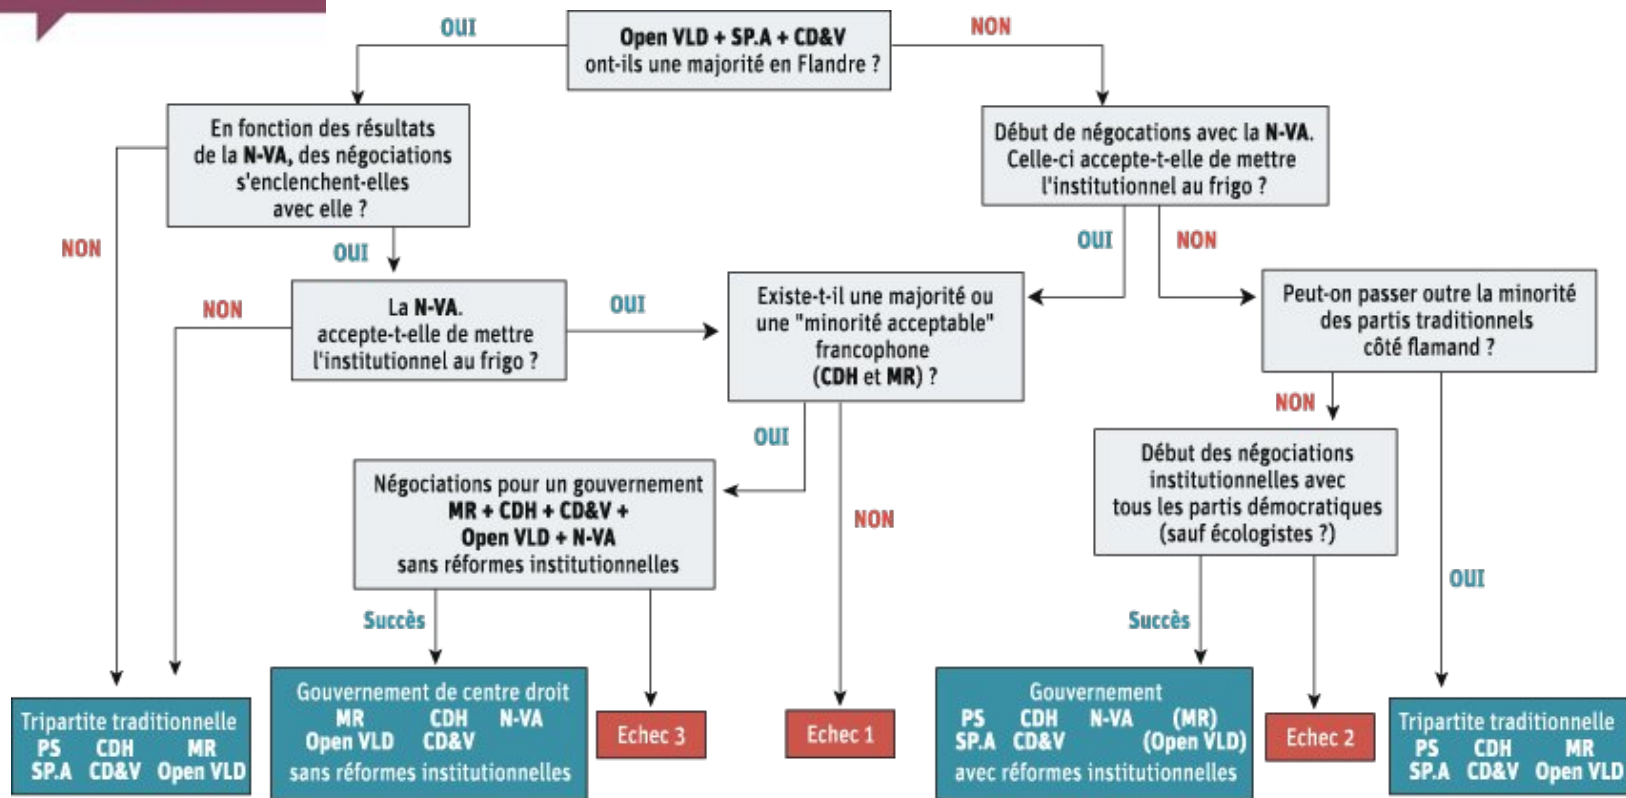 OUI
Open VLD + SP.A + CD&V
ont-ils une majorité en Flandre ?
NON
En fonction des résultats
de la N-VA, des négociations
s'enclenchent-elles
avec elle ?
Début de négocations avec la N-VA.
Celle-ci accepte-t-elle de mettre
l'institutionnel au frigo ?
NON
OUI
OUI
NON
La N-VA.
accepte-t-elle de mettre
l'institutionnel au frigo ?
NON
OUI
Existe-t-il une majorité ou
une "minorité acceptable"
francophone
(CDH et MR) ?
Peut-on passer outre la minorité
des partis traditionnels
côté flamand ?
OUI
NON
NON
OUI
Négociations pour un gouvernement
MR + CDH + CD&V +
Open VLD + N-VA
sans réformes institutionnelles
Début des négociations
institutionnelles avec
tous les partis démocratiques
(sauf écologistes ?)
Succès
Succès
Tripartite traditionnelle
PS CDH MR
SP.A CD&V Open VLD
Gouvernement de centre droit
MR CDH N-VA
Open VLD CD&V
sans réformes institutionnelles
Echec 3
Echec 1
Gouvernement
PS CDH N-VA (MR)
SP.A CD&V (Open VLD)
avec réformes institutionnelles
Echec 2
Tripartite traditionnelle
PS CDH MR
SP.A CD&V Open VLD